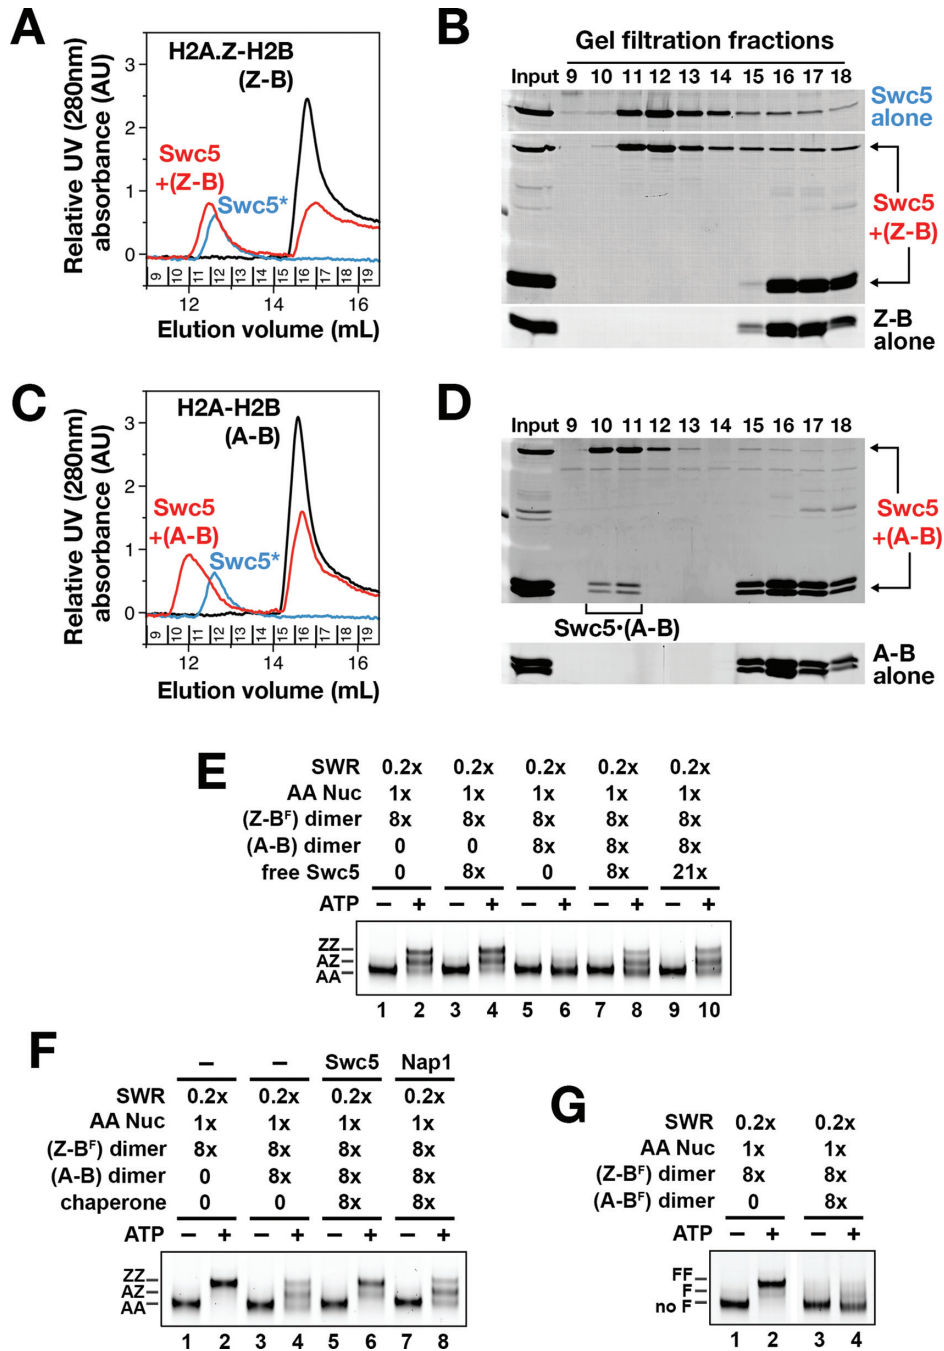 A
H2A.Z-H2B
(Z-B)
Swc5
+(Z-B)
Swc5*
Relative UV (280nm)
absorbance (AU)
3
2
1
0
9 10 11 12 13 14 15 16 17 18 19
12 14 16
Elution volume (mL)
B
Gel filtration fractions
Input 9 10 11 12 13 14 15 16 17 18
Swc5
alone
Swc5
+(Z-B)
Z-B
alone
C
H2A-H2B
(A-B)
Swc5
+(A-B)
Swc5*
Relative UV (280nm)
absorbance (AU)
3
2
1
0
9 10 11 12 13 14 15 16 17 18 19
12 14 16
Elution volume (mL)
D
Input 9 10 11 12 13 14 15 16 17 18
Swc5
+(A-B)
Swc5•(A-B)
A-B
alone
E
SWR 0.2x 0.2x 0.2x 0.2x 0.2x
AA Nuc 1x 1x 1x 1x 1x
(Z-Bᶠ) dimer 8x 8x 8x 8x 8x
(A-B) dimer 0 0 8x 8x 8x
free Swc5 0 8x 0 8x 21x
ATP − + − + − + − + − +
ZZ
AZ
AA
1 2 3 4 5 6 7 8 9 10
F
− − Swc5 Nap1
SWR 0.2x 0.2x 0.2x 0.2x
AA Nuc 1x 1x 1x 1x
(Z-Bᶠ) dimer 8x 8x 8x 8x
(A-B) dimer 0 8x 8x 8x
chaperone 0 0 8x 8x
ATP − + − + − + − +
ZZ
AZ
AA
1 2 3 4 5 6 7 8
G
SWR 0.2x 0.2x
AA Nuc 1x 1x
(Z-Bᶠ) dimer 8x 8x
(A-Bᶠ) dimer 0 8x
ATP − + − +
FF
F
no F
1 2 3 4